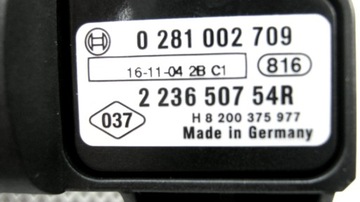 0 281 002 709
16-11-04 2B C1 816
2 236 507 54R
037 H 8 200 375 977
Made in Germany